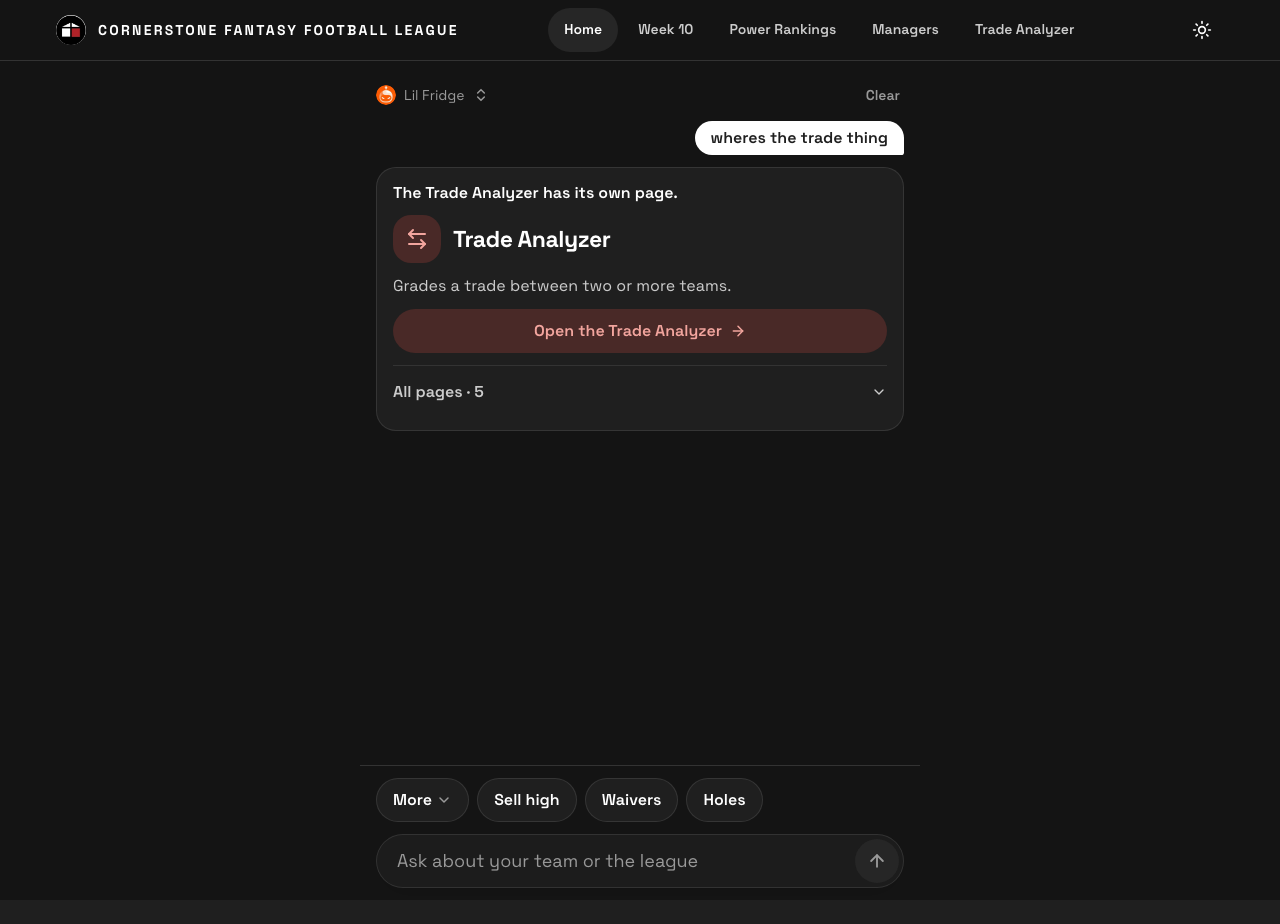 CORNERSTONE FANTASY FOOTBALL LEAGUE
Home
Week 10
Power Rankings
Managers
Trade Analyzer
Lil Fridge
Clear
wheres the trade thing
The Trade Analyzer has its own page.
Trade Analyzer
Grades a trade between two or more teams.
Open the Trade Analyzer
All pages · 5
More
Sell high
Waivers
Holes
Ask about your team or the league